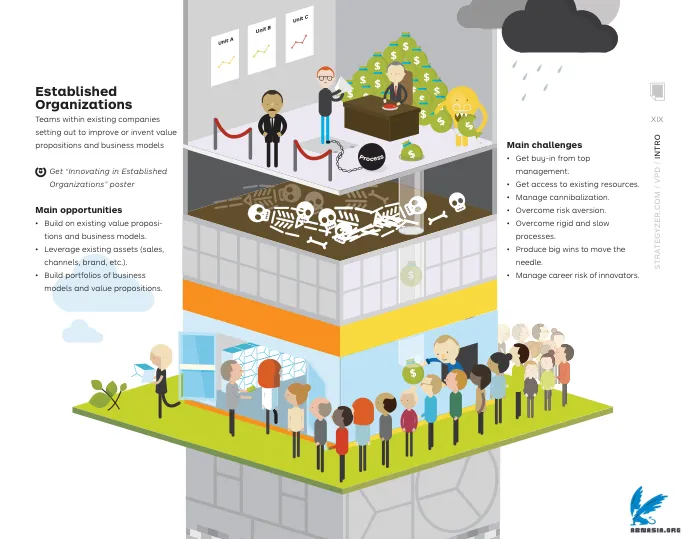 Unit A
Unit B
Unit C
Established
Organizations
Teams within existing companies
setting out to improve or invent value
propositions and business models
Get “Innovating in Established
Organizations” poster
Main opportunities
• Build on existing value proposi-
tions and business models.
• Leverage existing assets (sales,
channels, brand, etc.).
• Build portfolios of business
models and value propositions.
Process
Main challenges
• Get buy-in from top
management.
• Get access to existing resources.
• Manage cannibalization.
• Overcome risk aversion.
• Overcome rigid and slow
processes.
• Produce big wins to move the
needle.
• Manage career risk of innovators.
XIX
STRATEGYZER.COM / VPD / INTRO
ARMASIA.ORG